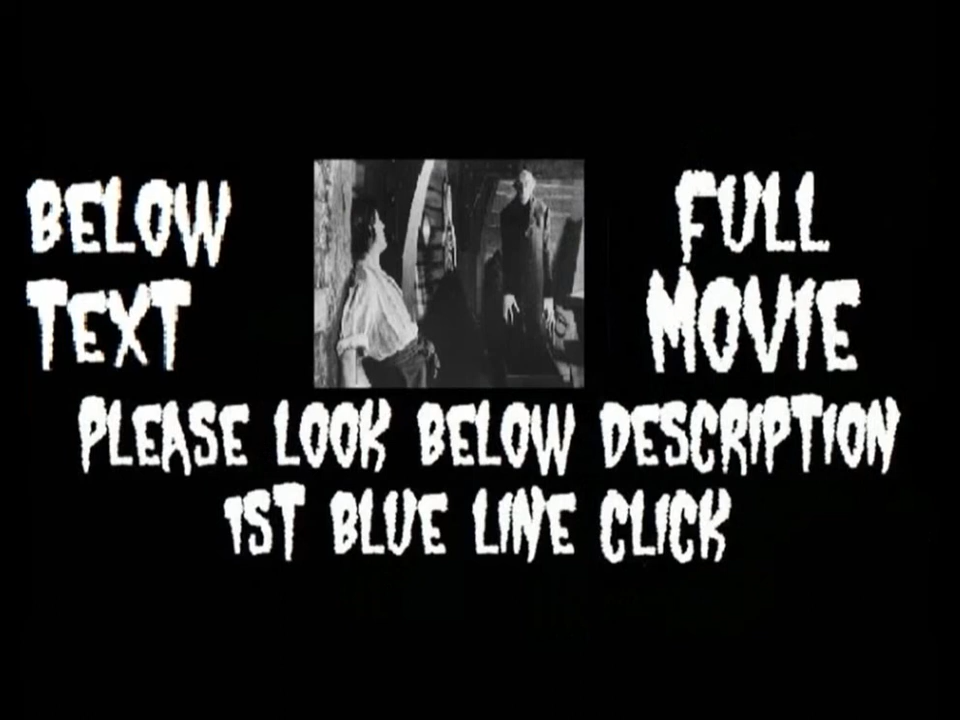 BELOW
TEXT
FULL
MOVIE
PLEASE LOOK BELOW DESCRIPTION
1ST BLUE LINE CLICK